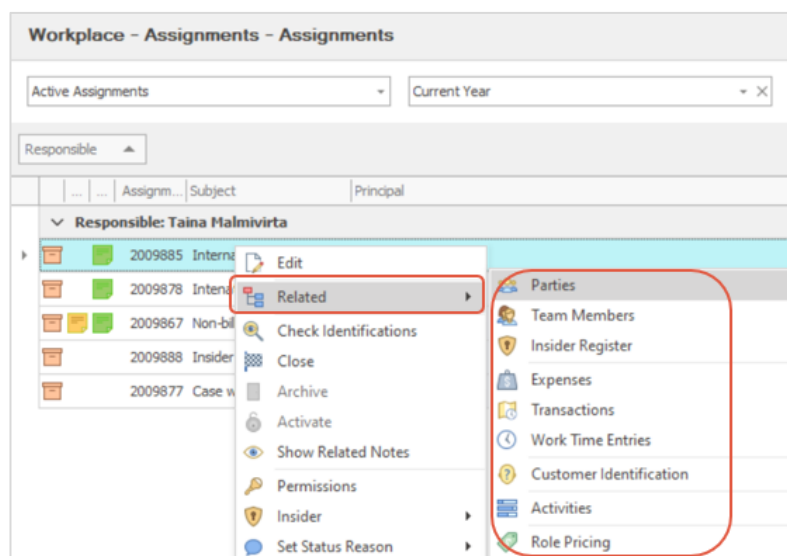 Workplace - Assignments - Assignments
Active Assignments
Current Year
Responsible
... ... Assignm... Subject Principal
Responsible: Taina Malmivirta
2009885 Interna
2009878 Intena
2009867 Non-bil
2009888 Insider
2009877 Case w
Edit
Related
Check Identifications
Close
Archive
Activate
Show Related Notes
Permissions
Insider
Set Status Reason
Parties
Team Members
Insider Register
Expenses
Transactions
Work Time Entries
Customer Identification
Activities
Role Pricing